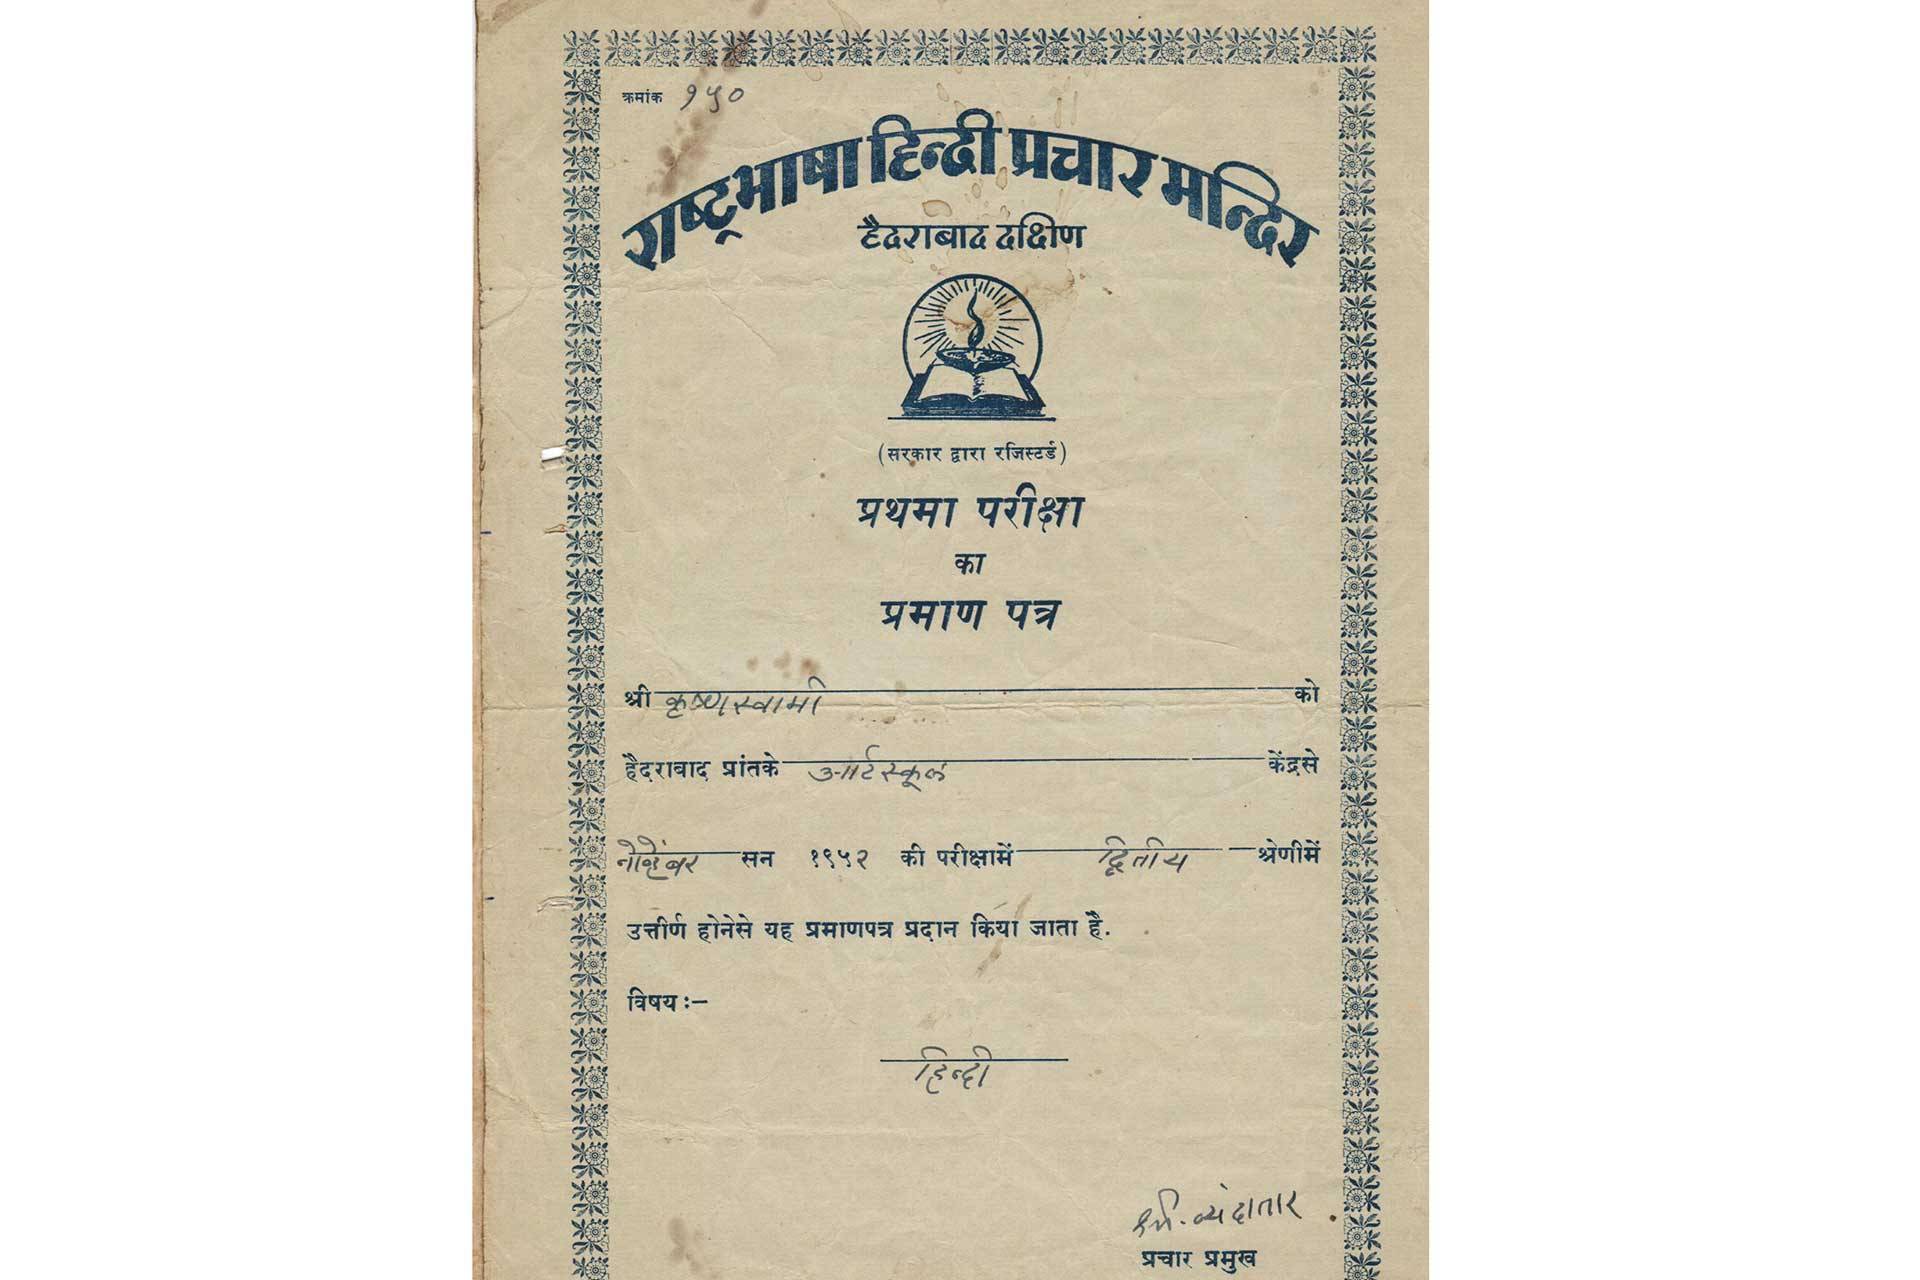 क्रमांक १५०
राष्ट्रभाषा हिन्दी प्रचार मन्दिर
हैदराबाद दक्षिण
(सरकार द्वारा रजिस्टर्ड)
प्रथमा परीक्षा
का
प्रमाण पत्र
श्री कृष्णस्वामी को
हैदराबाद प्रांतके आर्टस्कूल केंद्रसे
नोव्हेंबर सन १९५२ की परीक्षामें द्वितीय श्रेणीमें
उत्तीर्ण होनेसे यह प्रमाणपत्र प्रदान किया जाता है.
विषय :–
हिन्दी
प्रचार प्रमुख